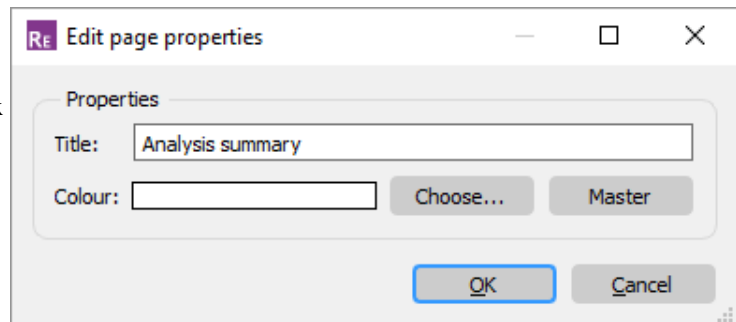 RE Edit page properties
Properties
Title: Analysis summary
Colour: Choose... Master
OK Cancel